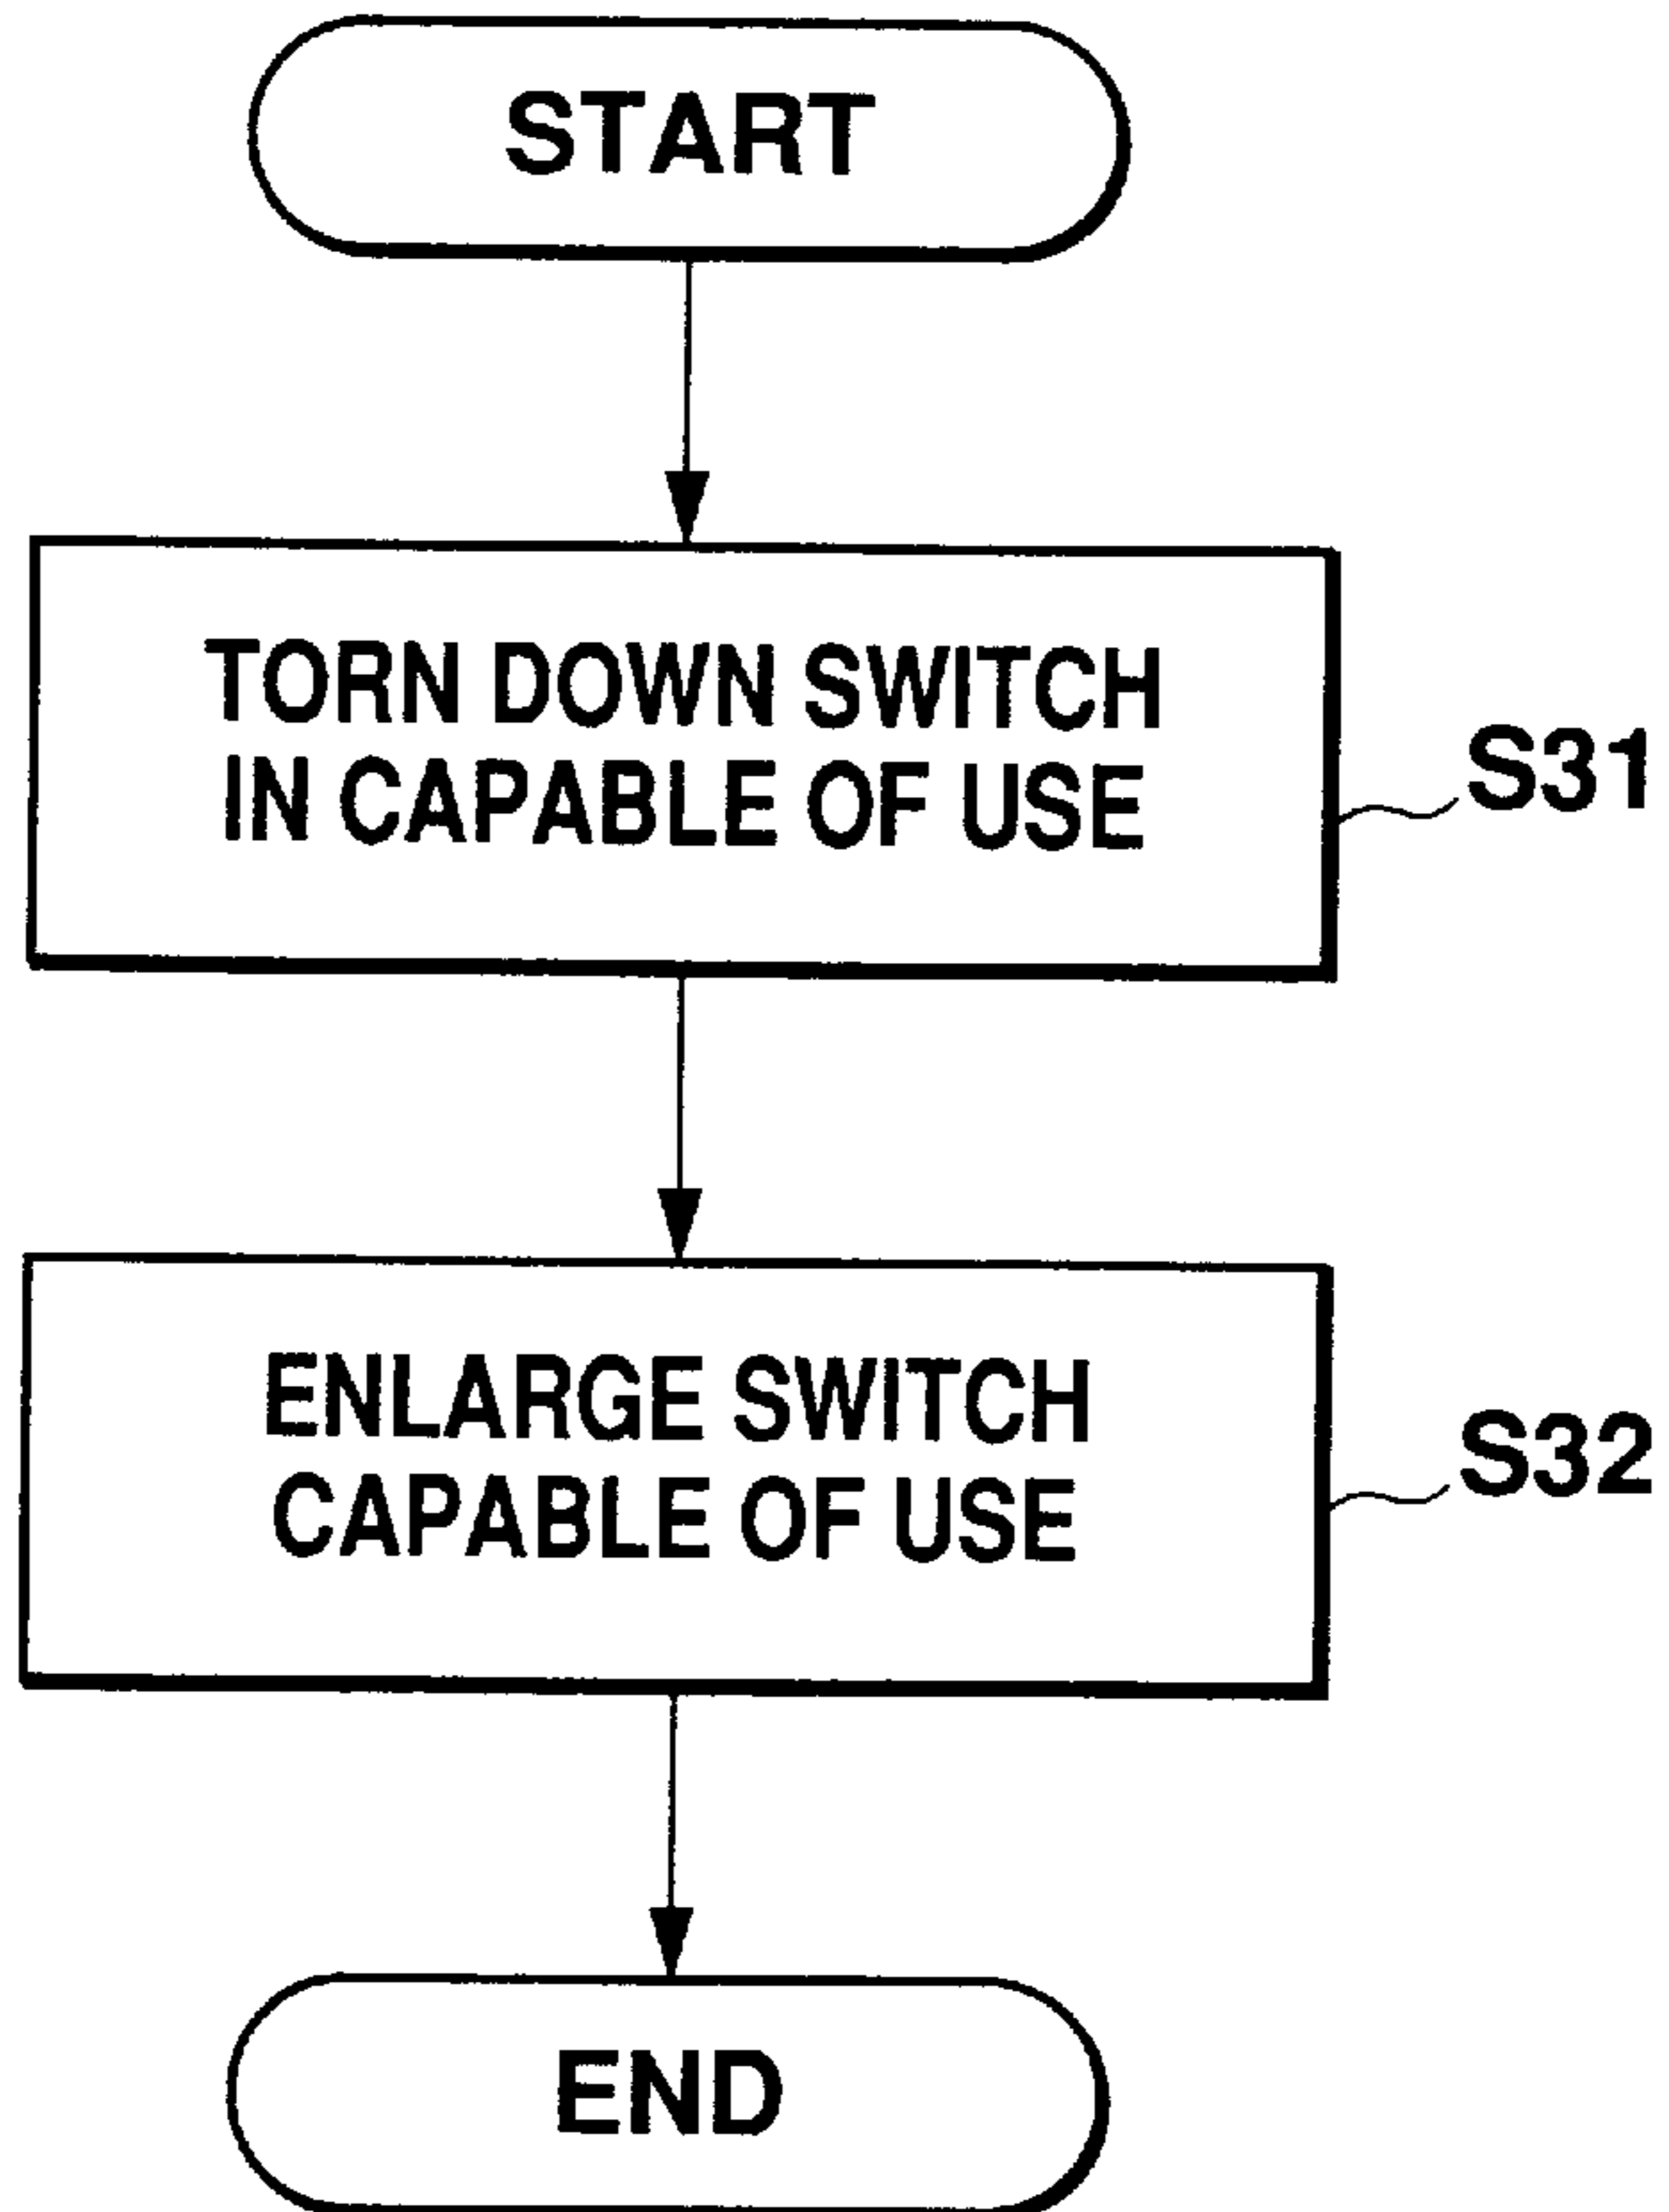 START
TORN DOWN SWITCH
IN CAPABLE OF USE
S31
ENLARGE SWITCH
CAPABLE OF USE
S32
END